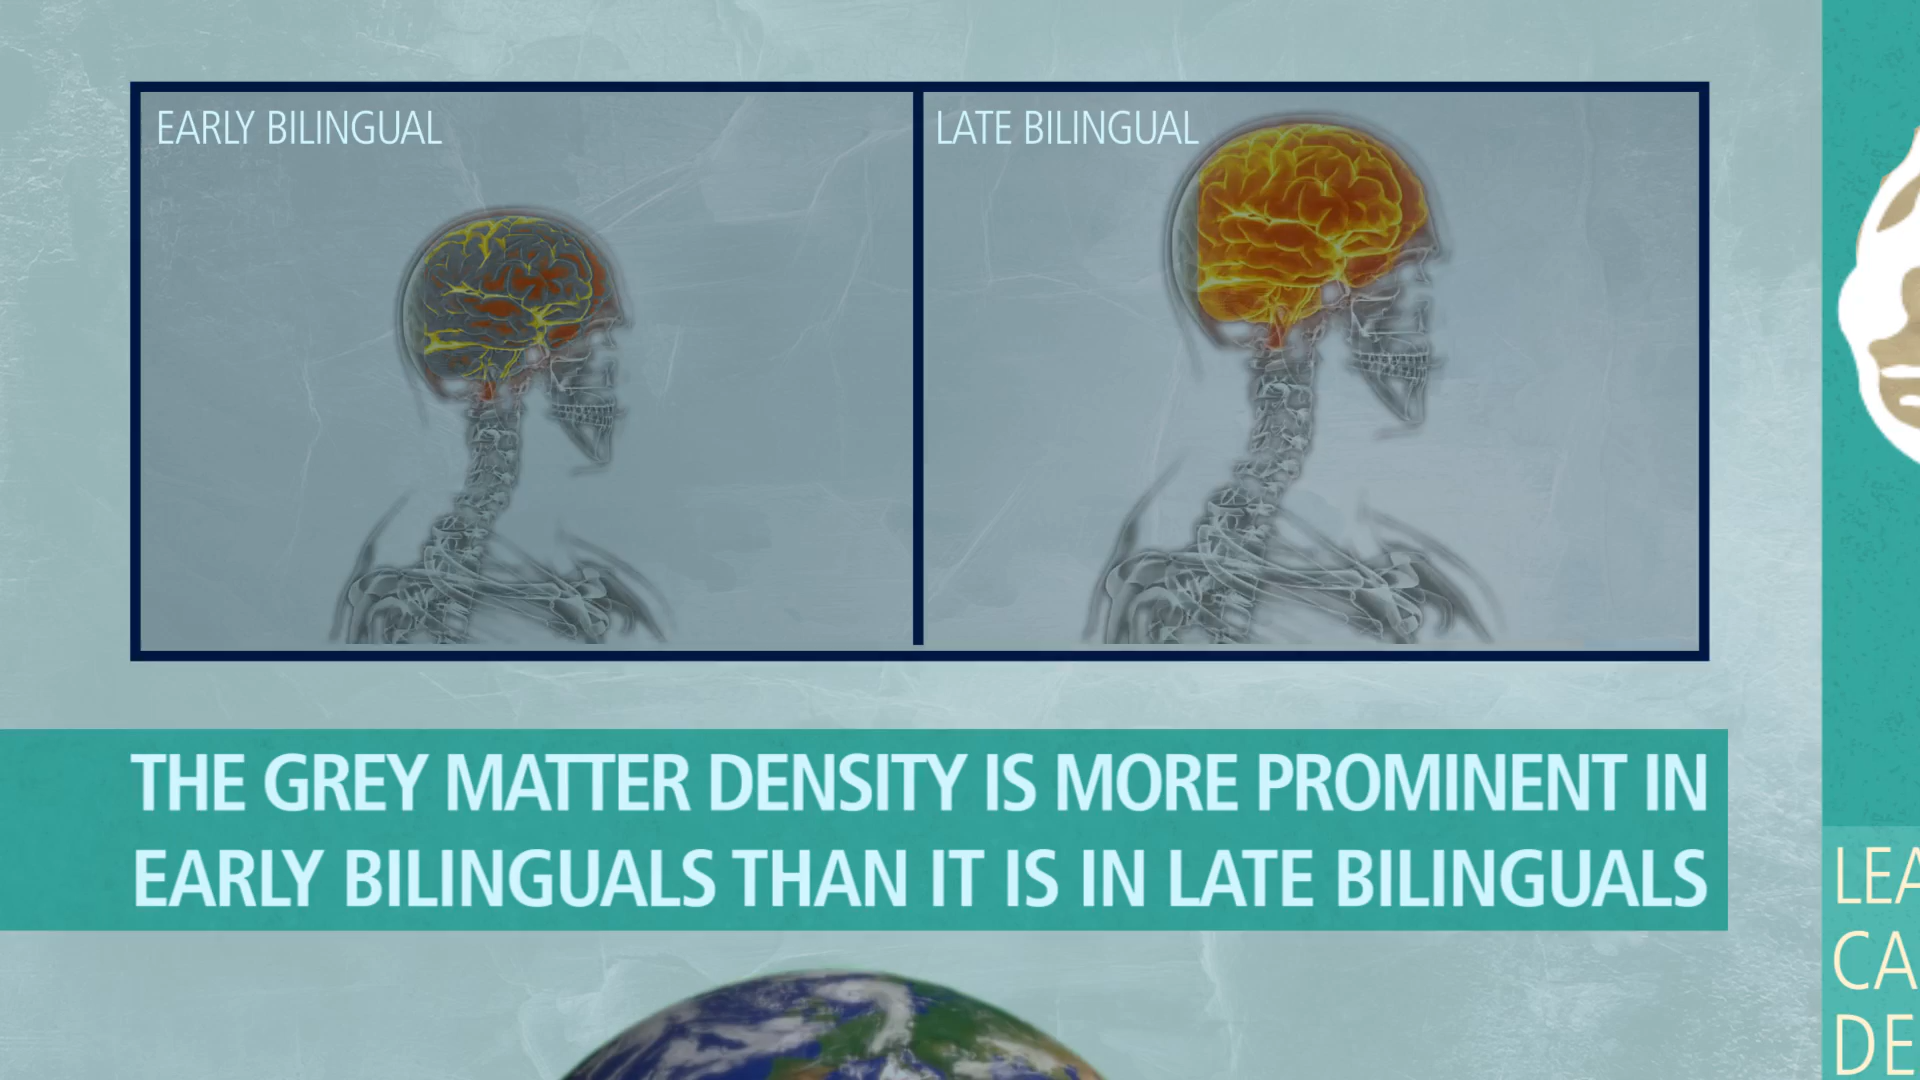 EARLY BILINGUAL
LATE BILINGUAL
THE GREY MATTER DENSITY IS MORE PROMINENT IN
EARLY BILINGUALS THAN IT IS IN LATE BILINGUALS